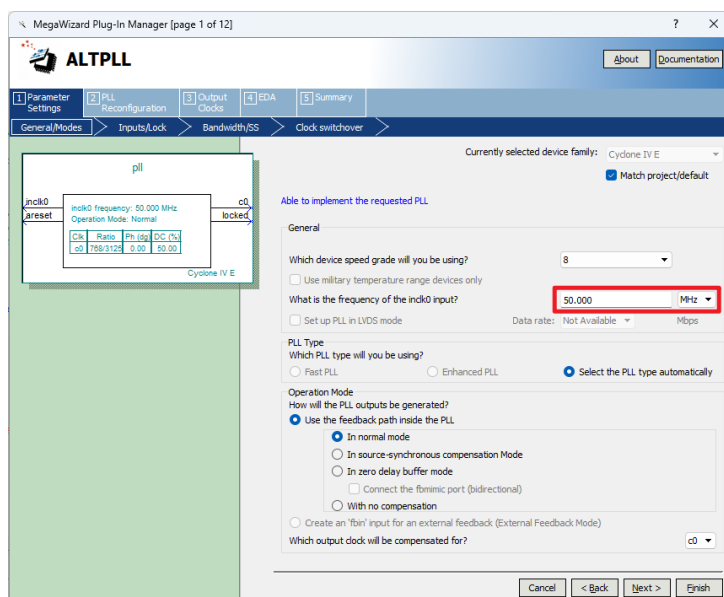 MegaWizard Plug-In Manager [page 1 of 12] ? ×
ALTPLL
About Documentation
1 Parameter Settings
2 PLL Reconfiguration
3 Output Clocks
4 EDA
5 Summary
General/Modes Inputs/Lock Bandwidth/SS Clock switchover
Currently selected device family: Cyclone IV E
Match project/default
pll
inclk0
areset
c0
locked
inclk0 frequency: 50.000 MHz
Operation Mode: Normal
Clk Ratio Ph (dg) DC (%)
c0 768/3125 0.00 50.00
Cyclone IV E
Able to implement the requested PLL
General
Which device speed grade will you be using? 8
Use military temperature range devices only
What is the frequency of the inclk0 input? 50.000 MHz
Set up PLL in LVDS mode Data rate: Not Available Mbps
PLL Type
Which PLL type will you be using?
Fast PLL Enhanced PLL Select the PLL type automatically
Operation Mode
How will the PLL outputs be generated?
Use the feedback path inside the PLL
In normal mode
In source-synchronous compensation Mode
In zero delay buffer mode
Connect the fbmimic port (bidirectional)
With no compensation
Create an 'fbin' input for an external feedback (External Feedback Mode)
Which output clock will be compensated for? c0
Cancel < Back Next > Finish